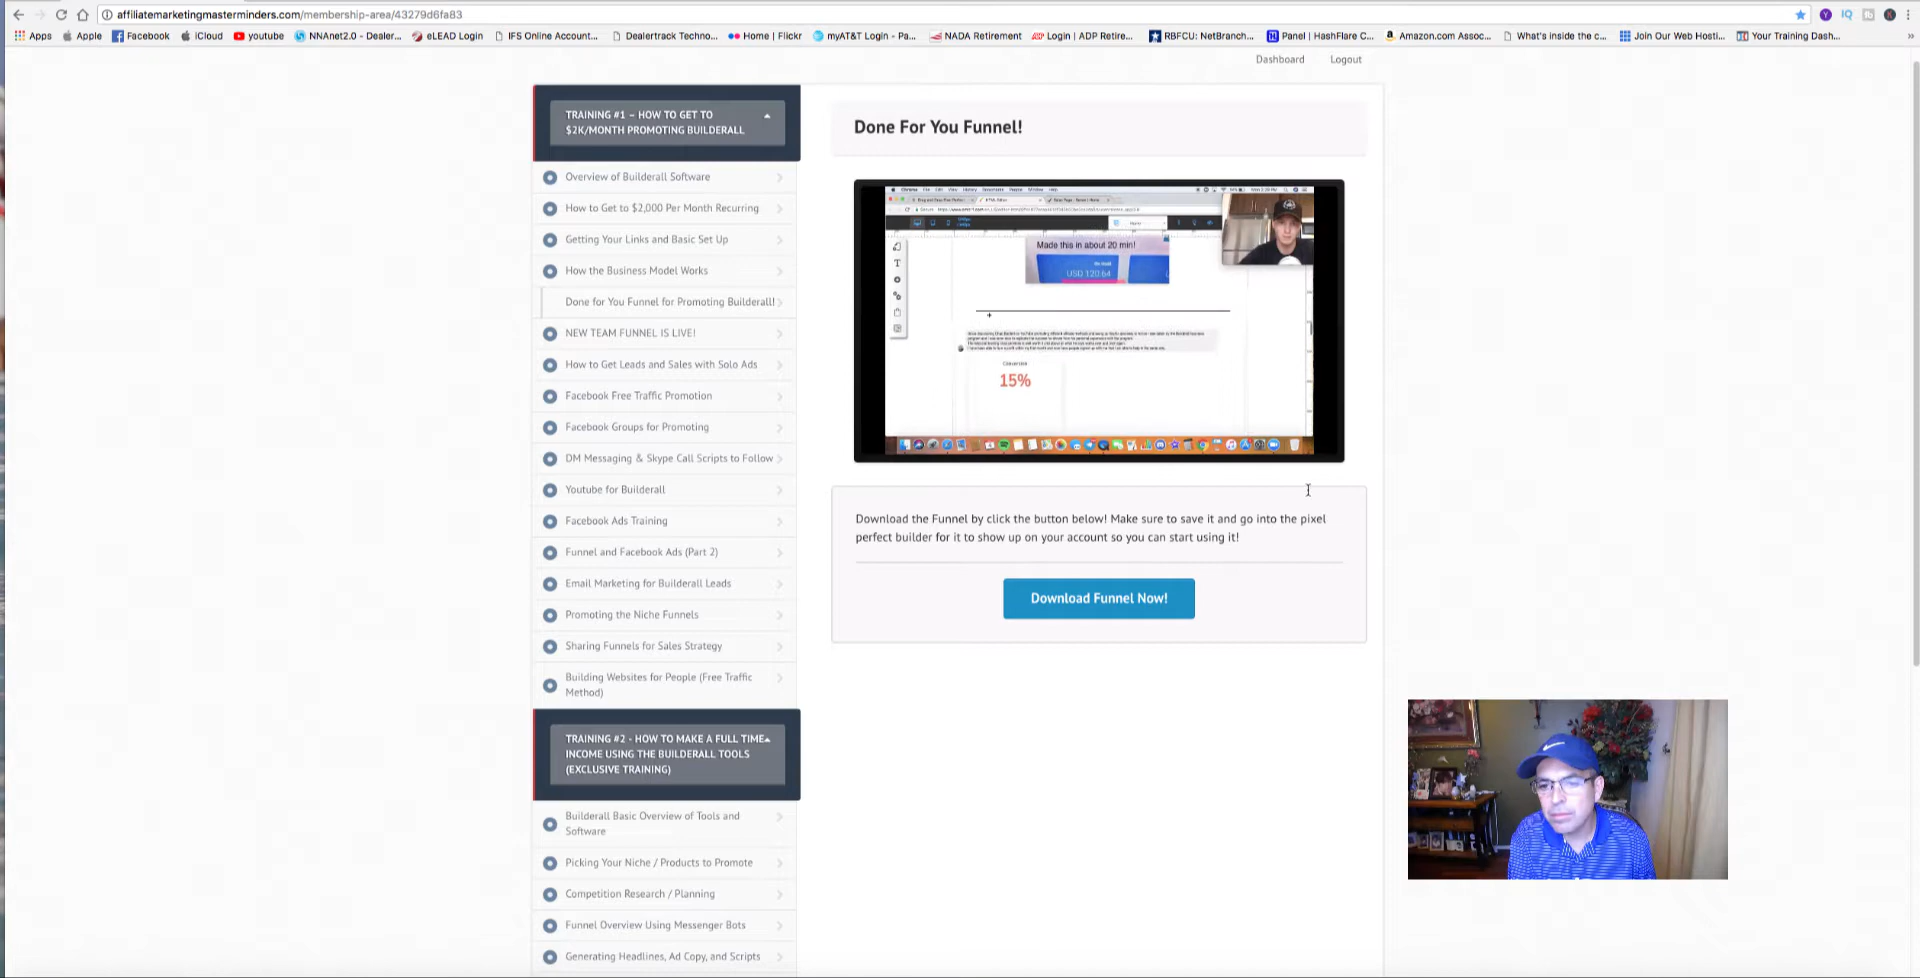 affiliatemarketingmasterminders.com/membership-area/43279d6fa83
Apps Apple Facebook iCloud youtube NNAnet2.0 - Dealer... eLEAD Login IFS Online Account... Dealertrack Techno... Home | Flickr myAT&T Login - Pa... NADA Retirement Login | ADP Retire... RBFCU: NetBranch... Panel | HashFlare C... Amazon.com Assoc... What's inside the c... Join Our Web Hosti... Your Training Dash... »
Dashboard Logout
TRAINING #1 – HOW TO GET TO
$2K/MONTH PROMOTING BUILDERALL
Overview of Builderall Software
How to Get to $2,000 Per Month Recurring
Getting Your Links and Basic Set Up
How the Business Model Works
Done for You Funnel for Promoting Builderall!
NEW TEAM FUNNEL IS LIVE!
How to Get Leads and Sales with Solo Ads
Facebook Free Traffic Promotion
Facebook Groups for Promoting
DM Messaging & Skype Call Scripts to Follow
Youtube for Builderall
Facebook Ads Training
Funnel and Facebook Ads (Part 2)
Email Marketing for Builderall Leads
Promoting the Niche Funnels
Sharing Funnels for Sales Strategy
Building Websites for People (Free Traffic
Method)
TRAINING #2 - HOW TO MAKE A FULL TIME
INCOME USING THE BUILDERALL TOOLS
(EXCLUSIVE TRAINING)
Builderall Basic Overview of Tools and
Software
Picking Your Niche / Products to Promote
Competition Research / Planning
Funnel Overview Using Messenger Bots
Generating Headlines, Ad Copy, and Scripts
Done For You Funnel!
Made this in about 20 min!
USD 120.64
15%
Download the Funnel by click the button below! Make sure to save it and go into the pixel
perfect builder for it to show up on your account so you can start using it!
Download Funnel Now!